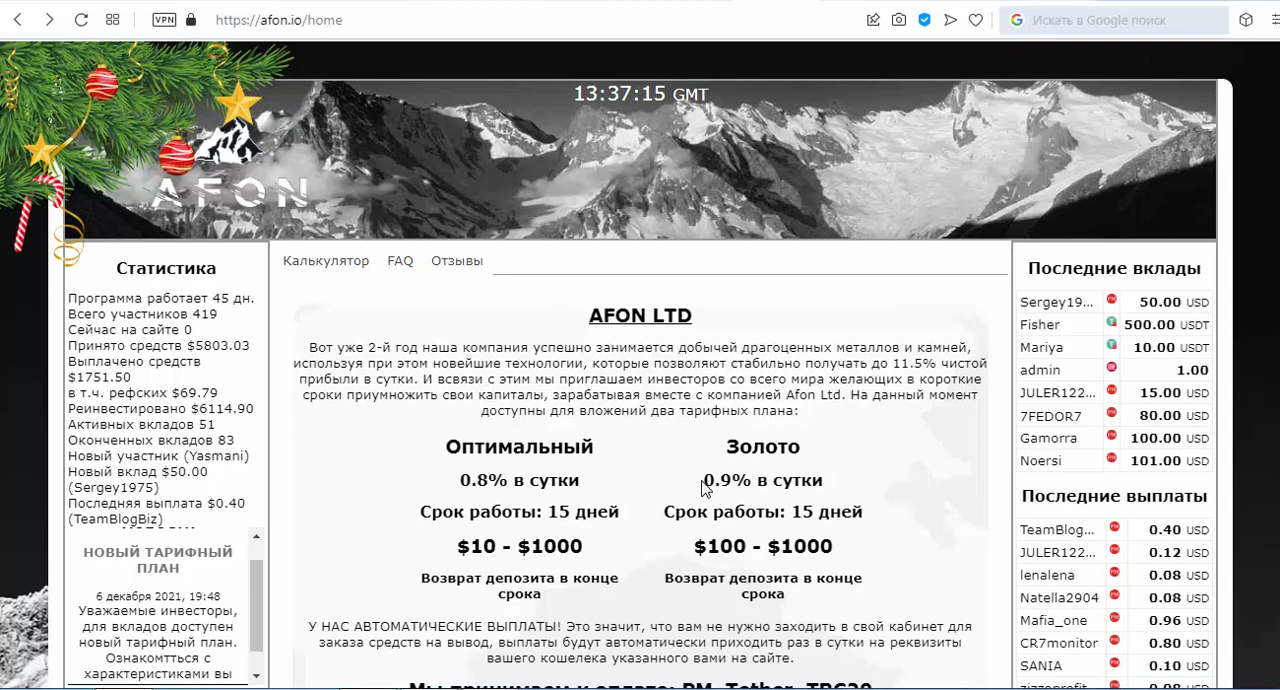 VPN https://afon.io/home Искать в Google поиск
13:37:15 GMT
AFON
Статистика
Программа работает 45 дн.
Всего участников 419
Сейчас на сайте 0
Принято средств $5803.03
Выплачено средств
$1751.50
в т.ч. рефских $69.79
Реинвестировано $6114.90
Активных вкладов 51
Оконченных вкладов 83
Новый участник (Yasmani)
Новый вклад $50.00
(Sergey1975)
Последняя выплата $0.40
(TeamBlogBiz)
НОВЫЙ ТАРИФНЫЙ
ПЛАН
6 декабря 2021, 19:48
Уважаемые инвесторы,
для вкладов доступен
новый тарифный план.
Ознакомтться с
характеристиками вы
Калькулятор FAQ Отзывы
AFON LTD
Вот уже 2-й год наша компания успешно занимается добычей драгоценных металлов и камней,
используя при этом новейшие технологии, которые позволяют стабильно получать до 11.5% чистой
прибыли в сутки. И всвязи с этим мы приглашаем инвесторов со всего мира желающих в короткие
сроки приумножить свои капиталы, зарабатывая вместе с компанией Afon Ltd. На данный момент
доступны для вложений два тарифных плана:
Оптимальный
0.8% в сутки
Срок работы: 15 дней
$10 - $1000
Возврат депозита в конце
срока
Золото
0.9% в сутки
Срок работы: 15 дней
$100 - $1000
Возврат депозита в конце
срока
У НАС АВТОМАТИЧЕСКИЕ ВЫПЛАТЫ! Это значит, что вам не нужно заходить в свой кабинет для
заказа средств на вывод, выплаты будут автоматически приходить раз в сутки на реквизиты
вашего кошелька указанного вами на сайте.
Мы принимаем к оплате: PM, Tether, TRC20
Последние вклады
Sergey19... 50.00 USD
Fisher 500.00 USDT
Mariya 10.00 USDT
admin 1.00
JULER122... 15.00 USD
7FEDOR7 80.00 USD
Gamorra 100.00 USD
Noersi 101.00 USD
Последние выплаты
TeamBlog... 0.40 USD
JULER122... 0.12 USD
lenalena 0.08 USD
Natella2904 0.08 USD
Mafia_one 0.96 USD
CR7monitor 0.80 USD
SANIA 0.10 USD